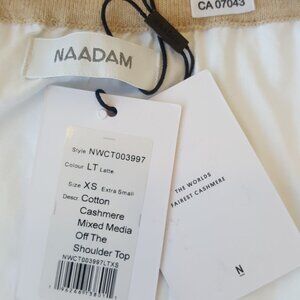 CA 07043
NAADAM
Style NWCT003997
Colour LT Latte
Size XS Extra Small
Descr. Cotton
Cashmere
Mixed Media
Off The
Shoulder Top
NWCT003997LTXS
THE WORLDS
FAIREST CASHMERE
N